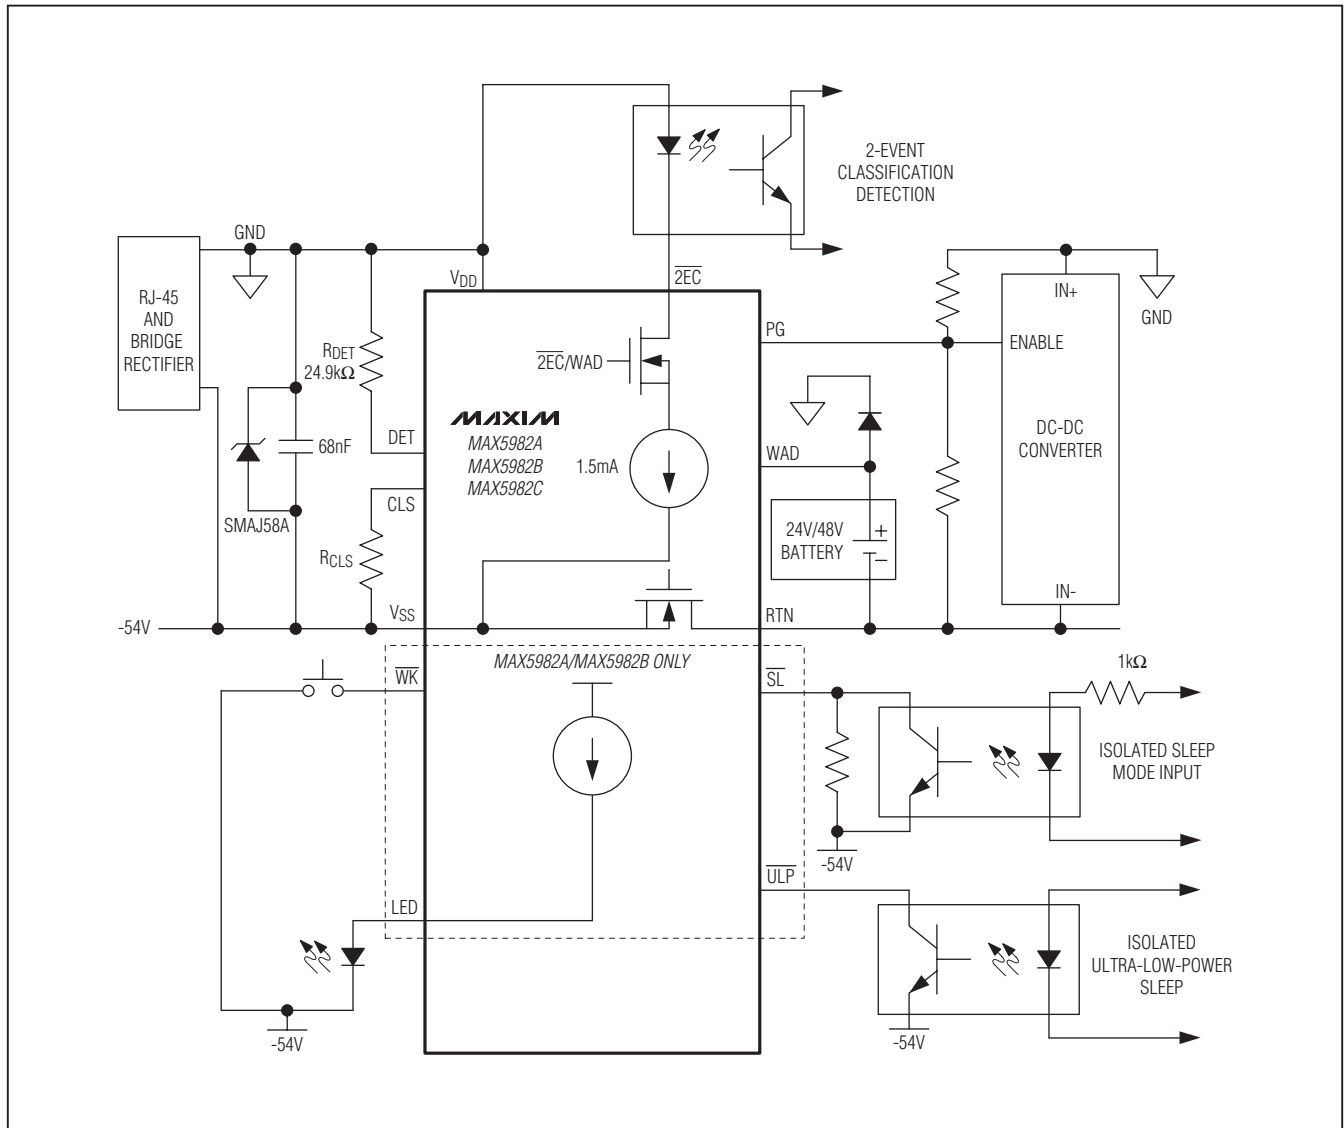 2-EVENT
CLASSIFICATION
DETECTION
GND
RJ-45
AND
BRIDGE
RECTIFIER
VDD
2EC
IN+
GND
RDET
24.9kΩ
2EC/WAD
PG
ENABLE
MAXIM
MAX5982A
MAX5982B
MAX5982C
DET
68nF
1.5mA
WAD
DC-DC
CONVERTER
CLS
SMAJ58A
24V/48V
BATTERY
+
−
RCLS
IN-
-54V
VSS
RTN
MAX5982A/MAX5982B ONLY
WK
SL
1kΩ
ISOLATED SLEEP
MODE INPUT
-54V
ULP
LED
ISOLATED
ULTRA-LOW-POWER
SLEEP
-54V
-54V